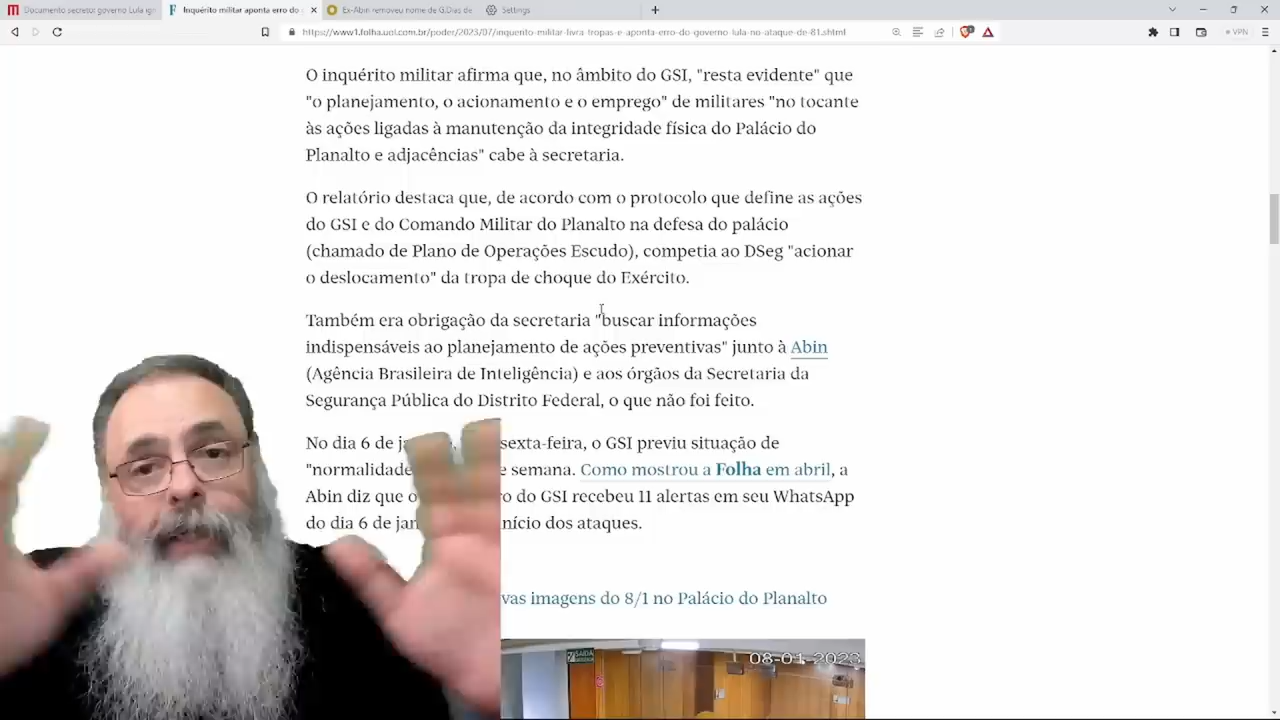 Documento secreto: governo Lula ign
Inquérito militar aponta erro do
Ex-Abin removeu nome de G.Dias de
Settings
https://www1.folha.uol.com.br/poder/2023/07/inquerito-militar-livra-tropas-e-aponta-erro-do-governo-lula-no-ataque-de-81.shtml
VPN
O inquérito militar afirma que, no âmbito do GSI, "resta evidente" que
"o planejamento, o acionamento e o emprego" de militares "no tocante
às ações ligadas à manutenção da integridade física do Palácio do
Planalto e adjacências" cabe à secretaria.
O relatório destaca que, de acordo com o protocolo que define as ações
do GSI e do Comando Militar do Planalto na defesa do palácio
(chamado de Plano de Operações Escudo), competia ao DSeg "acionar
o deslocamento" da tropa de choque do Exército.
Também era obrigação da secretaria "buscar informações
indispensáveis ao planejamento de ações preventivas" junto à Abin
(Agência Brasileira de Inteligência) e aos órgãos da Secretaria da
Segurança Pública do Distrito Federal, o que não foi feito.
No dia 6 de ja sexta-feira, o GSI previu situação de
"normalidade e semana. Como mostrou a Folha em abril, a
Abin diz que o ro do GSI recebeu 11 alertas em seu WhatsApp
do dia 6 de jan nício dos ataques.
vas imagens do 8/1 no Palácio do Planalto
SAÍDA
08-01-2023